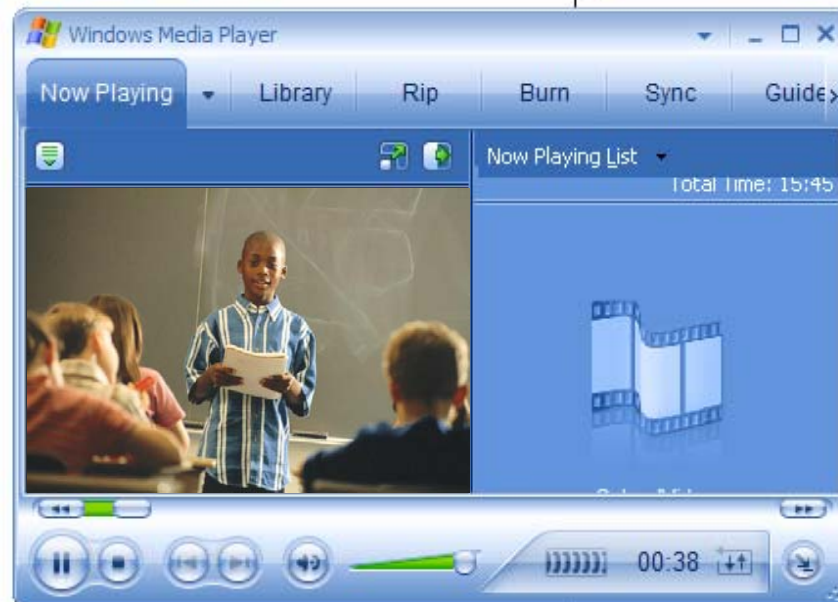 Windows Media Player
Now Playing Library Rip Burn Sync Guide
Now Playing List
Total Time: 15:45
00:38